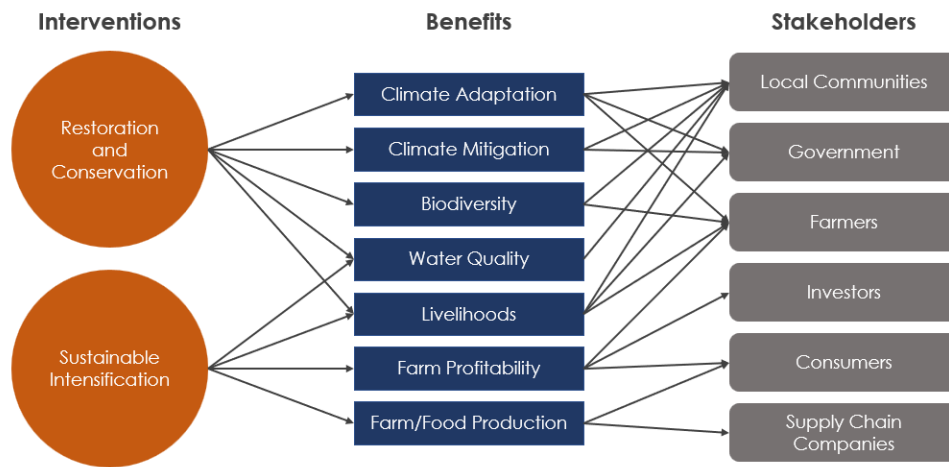 Interventions
Benefits
Stakeholders
Restoration
and
Conservation
Sustainable
Intensification
Climate Adaptation
Climate Mitigation
Biodiversity
Water Quality
Livelihoods
Farm Profitability
Farm/Food Production
Local Communities
Government
Farmers
Investors
Consumers
Supply Chain
Companies